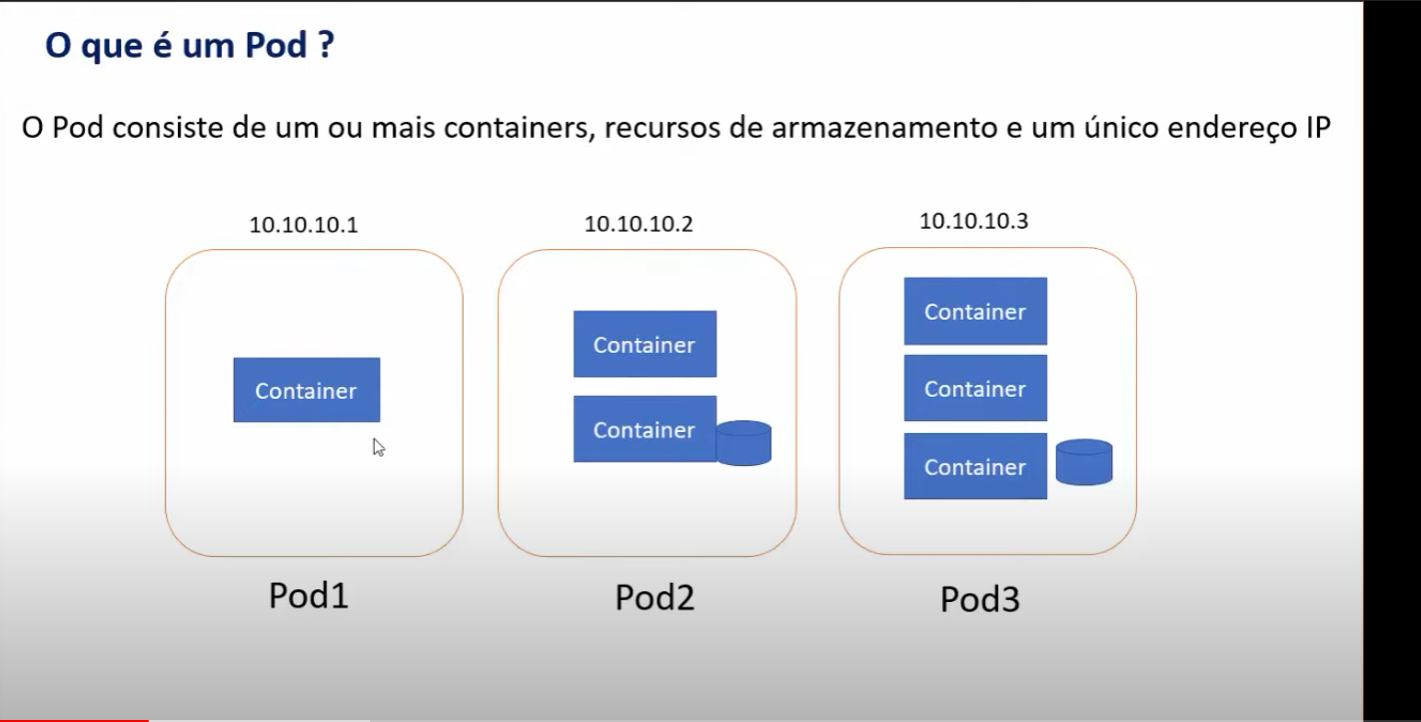 O que é um Pod ?
O Pod consiste de um ou mais containers, recursos de armazenamento e um único endereço IP
10.10.10.1
10.10.10.2
10.10.10.3
Container
Container
Container
Container
Container
Container
Pod1
Pod2
Pod3